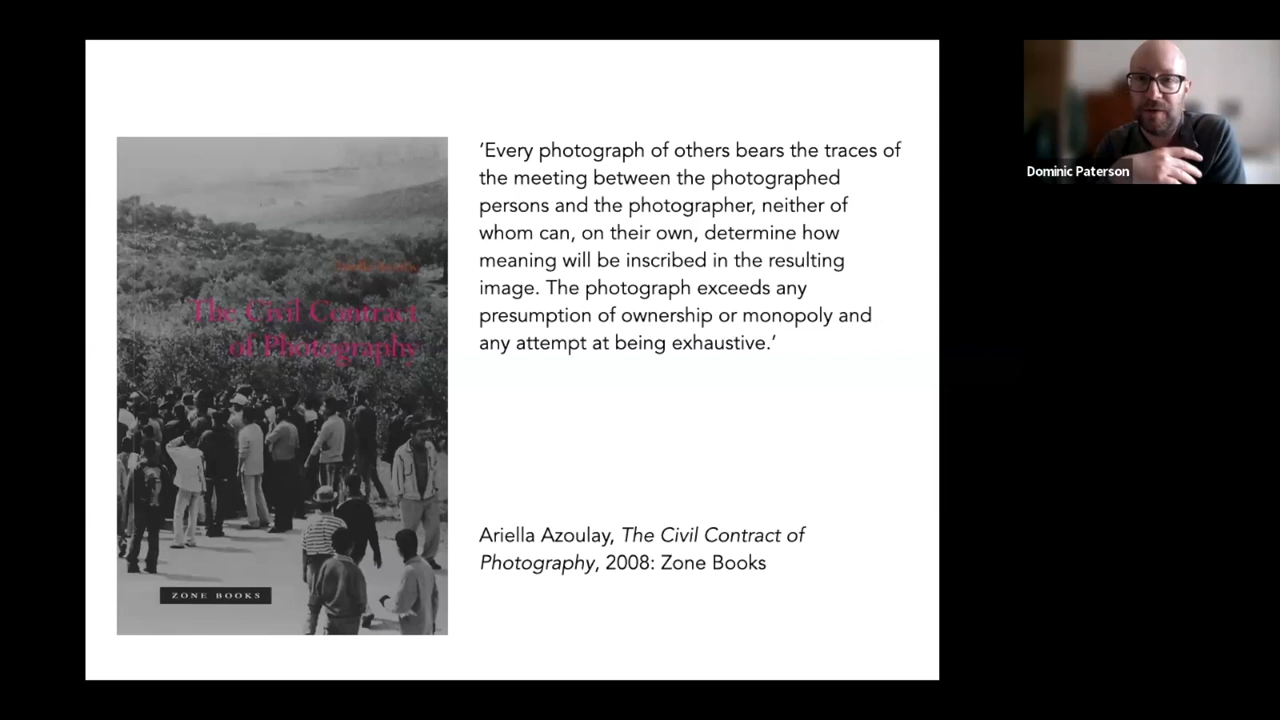 Ariella Azoulay
The Civil Contract
of Photography
ZONE BOOKS
‘Every photograph of others bears the traces of
the meeting between the photographed
persons and the photographer, neither of
whom can, on their own, determine how
meaning will be inscribed in the resulting
image. The photograph exceeds any
presumption of ownership or monopoly and
any attempt at being exhaustive.’
Ariella Azoulay, The Civil Contract of
Photography, 2008: Zone Books
Dominic Paterson